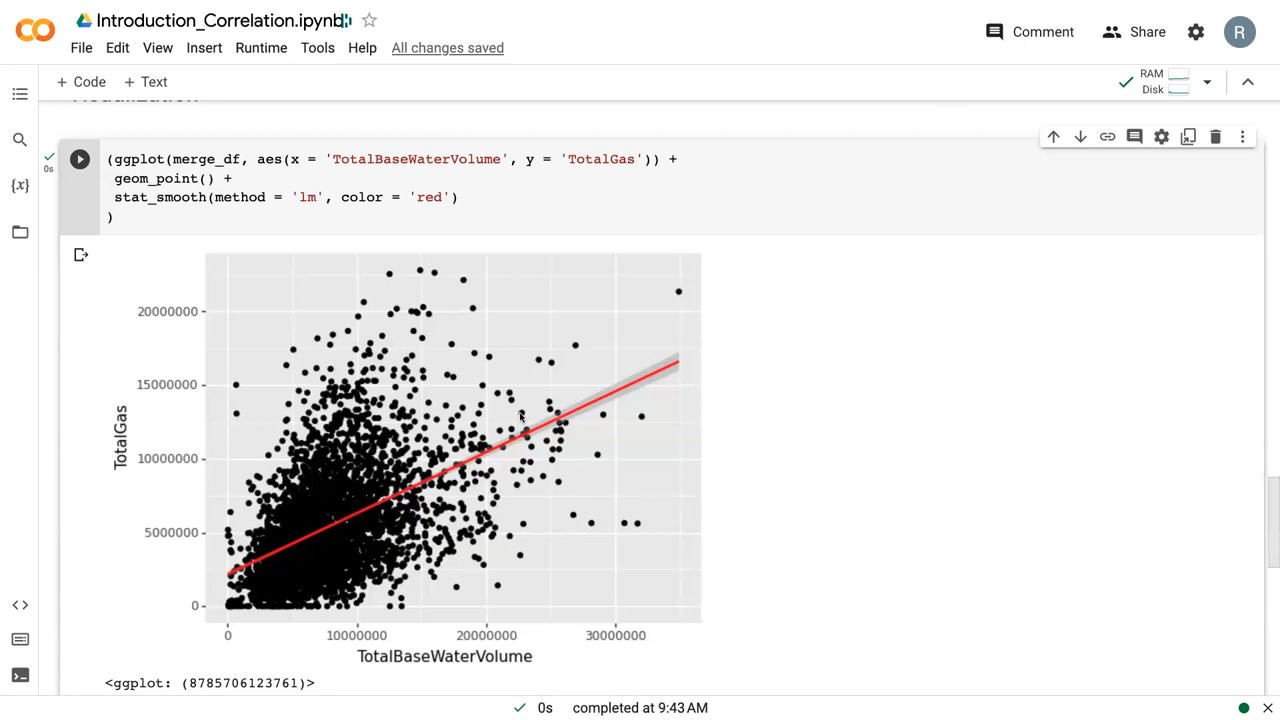 Introduction_Correlation.ipynb
File Edit View Insert Runtime Tools Help All changes saved
Comment Share R
+ Code + Text
RAM
Disk
(ggplot(merge_df, aes(x = 'TotalBaseWaterVolume', y = 'TotalGas')) +
geom_point() +
stat_smooth(method = 'lm', color = 'red')
)
0s
{x}
20000000
15000000
10000000
5000000
0
TotalGas
0 10000000 20000000 30000000
TotalBaseWaterVolume
<ggplot: (8785706123761)>
0s completed at 9:43 AM